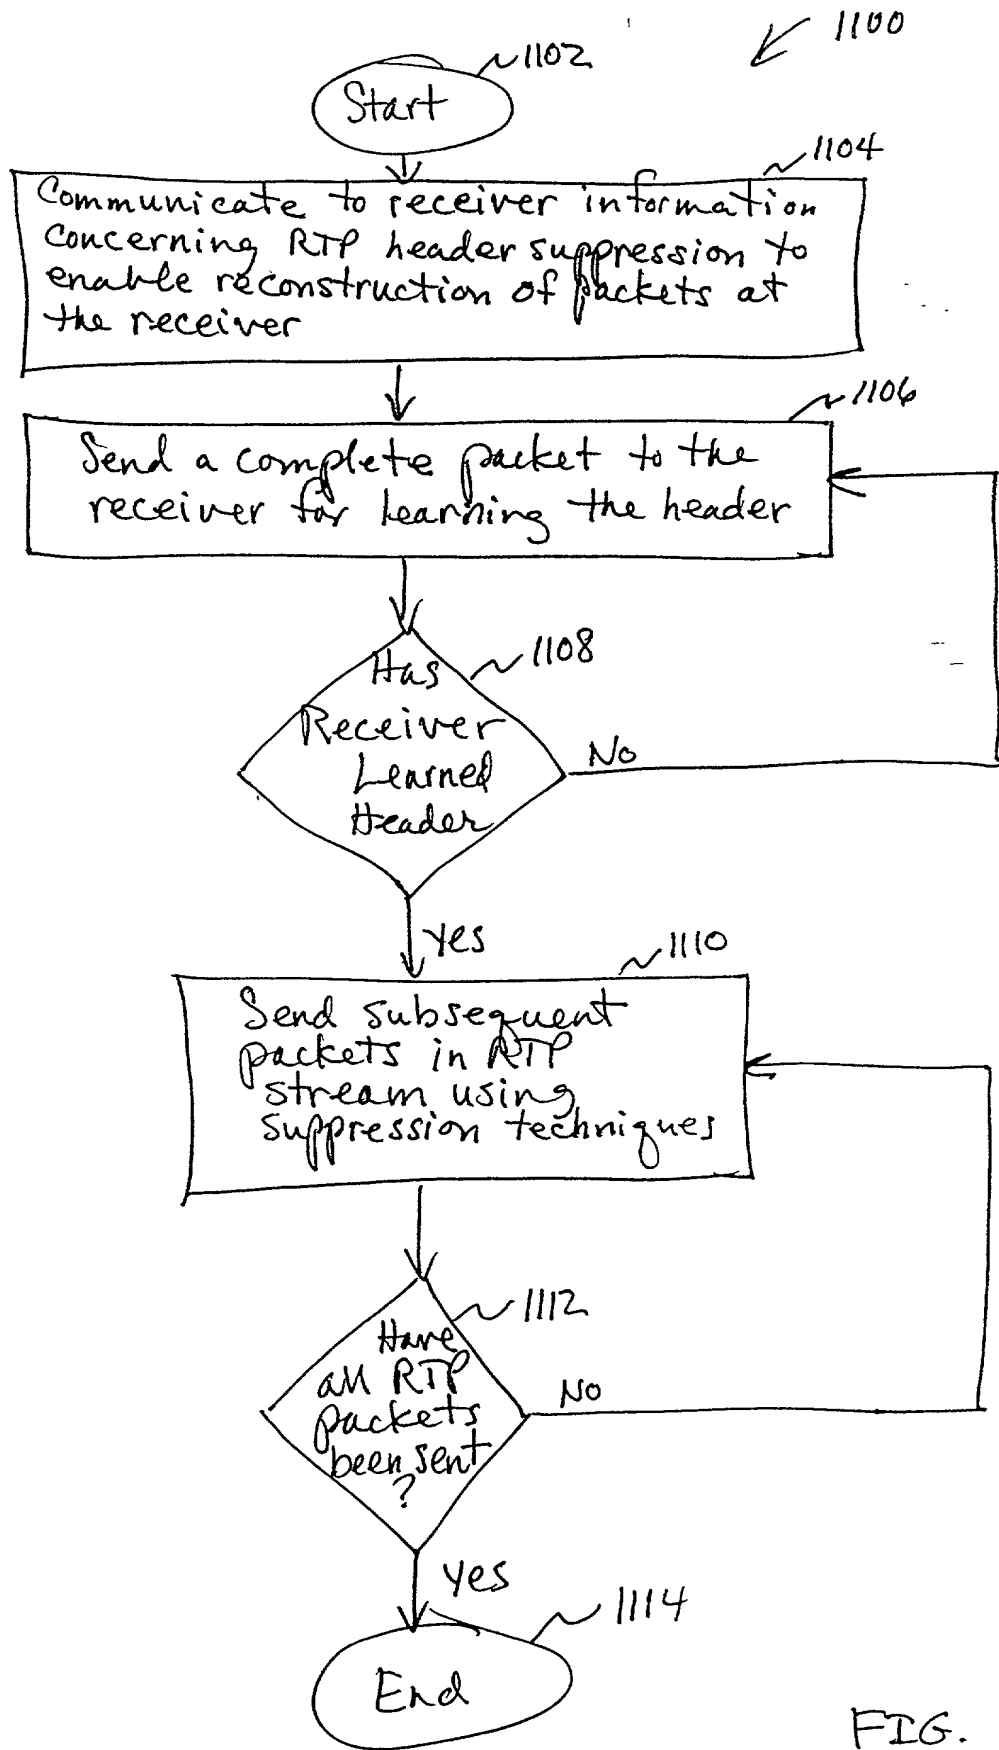 1100
1102
Start
1104
Communicate to receiver information
concerning RTP header suppression to
enable reconstruction of packets at
the receiver
1106
Send a complete packet to the
receiver for learning the header
1108
Has
Receiver
Learned
Header
No
Yes
1110
Send subsequent
packets in RTP
stream using
suppression techniques
1112
Have
all RTP
packets
been sent
?
No
Yes
1114
End
FIG.